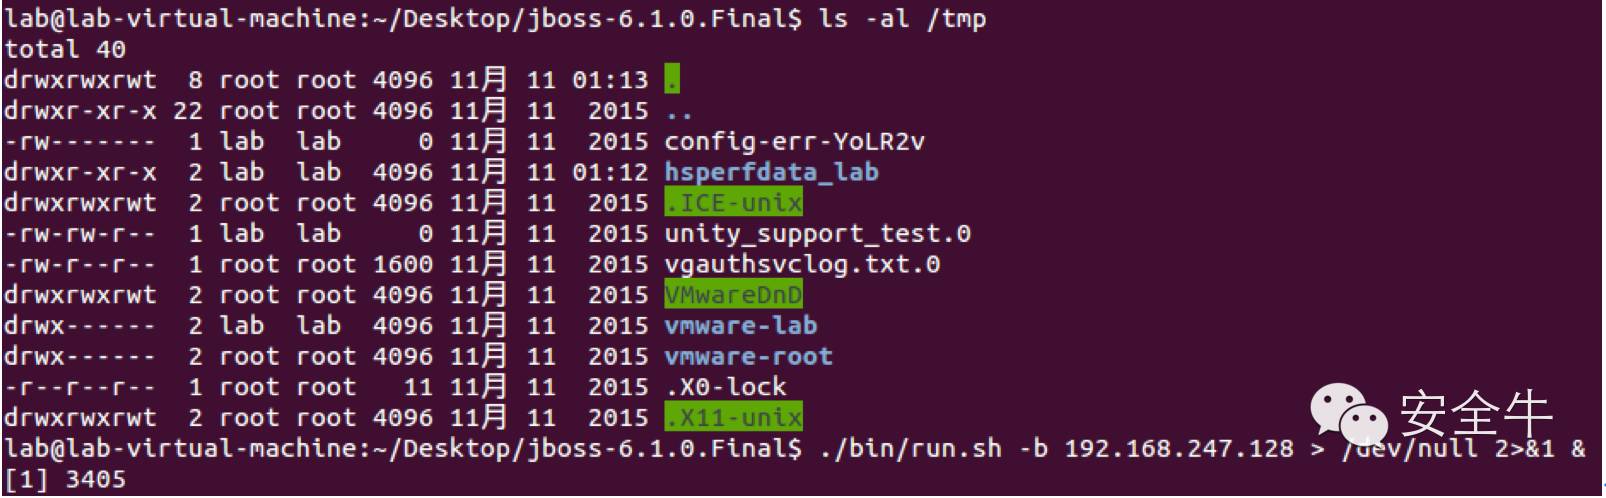 lab@lab-virtual-machine:~/Desktop/jboss-6.1.0.Final$ ls -al /tmp
total 40
drwxrwxrwt  8 root root 4096 11月 11 01:13 .
drwxr-xr-x 22 root root 4096 11月 11  2015 ..
-rw-------  1 lab  lab     0 11月 11  2015 config-err-YoLR2v
drwxr-xr-x  2 lab  lab  4096 11月 11 01:12 hsperfdata_lab
drwxrwxrwt  2 root root 4096 11月 11  2015 .ICE-unix
-rw-rw-r--  1 lab  lab     0 11月 11  2015 unity_support_test.0
-rw-r--r--  1 root root 1600 11月 11  2015 vgauthsvclog.txt.0
drwxrwxrwt  2 root root 4096 11月 11  2015 VMwareDnD
drwx------  2 lab  lab  4096 11月 11  2015 vmware-lab
drwx------  2 root root 4096 11月 11  2015 vmware-root
-r--r--r--  1 root root   11 11月 11  2015 .X0-lock
drwxrwxrwt  2 root root 4096 11月 11  2015 .X11-unix
安全牛
lab@lab-virtual-machine:~/Desktop/jboss-6.1.0.Final$ ./bin/run.sh -b 192.168.247.128 > /dev/null 2>&1 &
[1] 3405